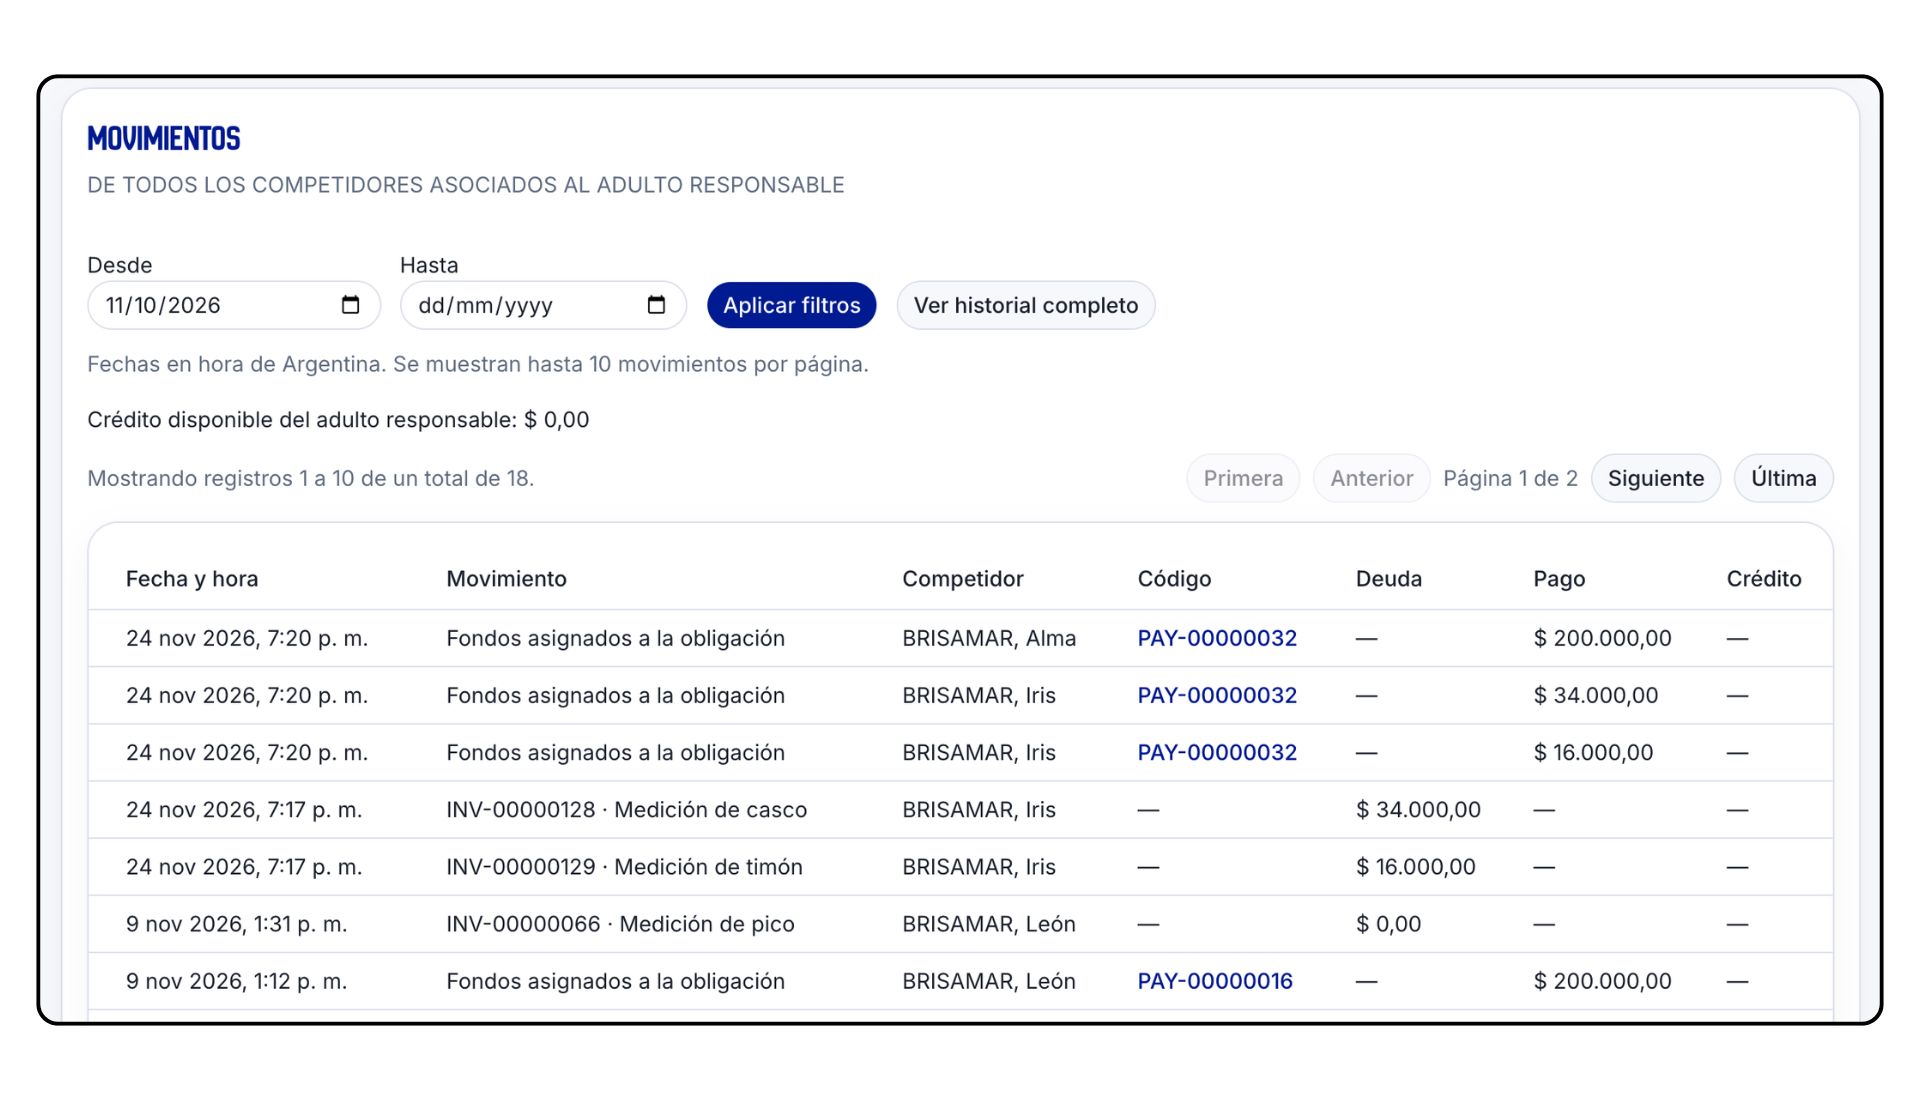 MOVIMIENTOS
DE TODOS LOS COMPETIDORES ASOCIADOS AL ADULTO RESPONSABLE
Desde Hasta
11/10/2026 dd/mm/yyyy Aplicar filtros Ver historial completo
Fechas en hora de Argentina. Se muestran hasta 10 movimientos por página.
Crédito disponible del adulto responsable: $ 0,00
Mostrando registros 1 a 10 de un total de 18. Primera Anterior Página 1 de 2 Siguiente Última
Fecha y hora Movimiento Competidor Código Deuda Pago Crédito
24 nov 2026, 7:20 p. m. Fondos asignados a la obligación BRISAMAR, Alma PAY-00000032 — $ 200.000,00 —
24 nov 2026, 7:20 p. m. Fondos asignados a la obligación BRISAMAR, Iris PAY-00000032 — $ 34.000,00 —
24 nov 2026, 7:20 p. m. Fondos asignados a la obligación BRISAMAR, Iris PAY-00000032 — $ 16.000,00 —
24 nov 2026, 7:17 p. m. INV-00000128 · Medición de casco BRISAMAR, Iris — $ 34.000,00 — —
24 nov 2026, 7:17 p. m. INV-00000129 · Medición de timón BRISAMAR, Iris — $ 16.000,00 — —
9 nov 2026, 1:31 p. m. INV-00000066 · Medición de pico BRISAMAR, León — $ 0,00 — —
9 nov 2026, 1:12 p. m. Fondos asignados a la obligación BRISAMAR, León PAY-00000016 — $ 200.000,00 —